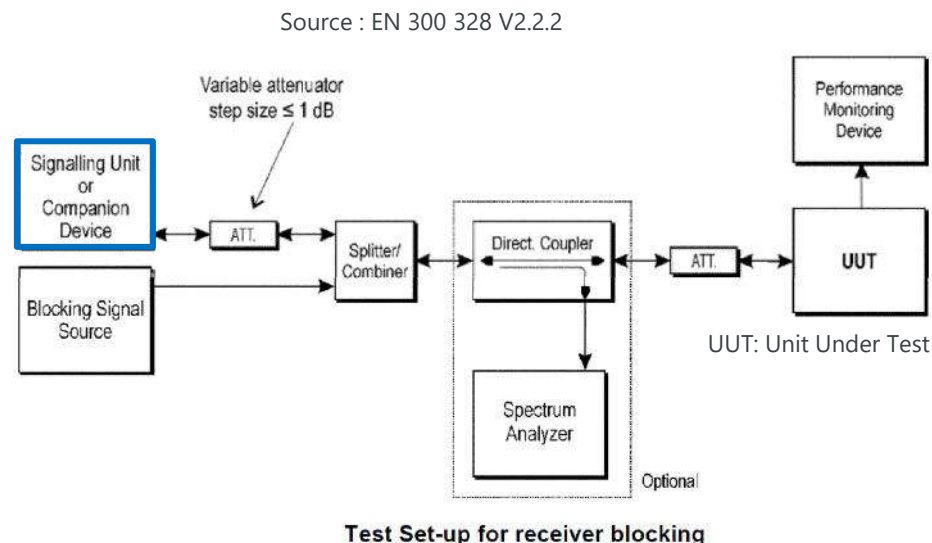 Source : EN 300 328 V2.2.2
Variable attenuator
step size ≤ 1 dB
Performance
Monitoring
Device
Signalling Unit
or
Companion
Device
ATT.
Splitter/
Combiner
Direct. Coupler
ATT.
UUT
Blocking Signal
Source
UUT: Unit Under Test
Spectrum
Analyzer
Optional
Test Set-up for receiver blocking